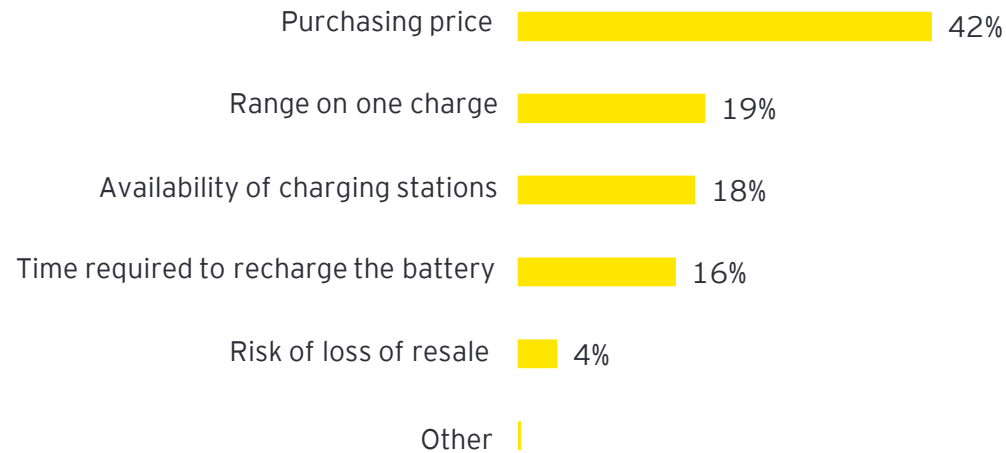 Purchasing price 42%
Range on one charge 19%
Availability of charging stations 18%
Time required to recharge the battery 16%
Risk of loss of resale 4%
Other